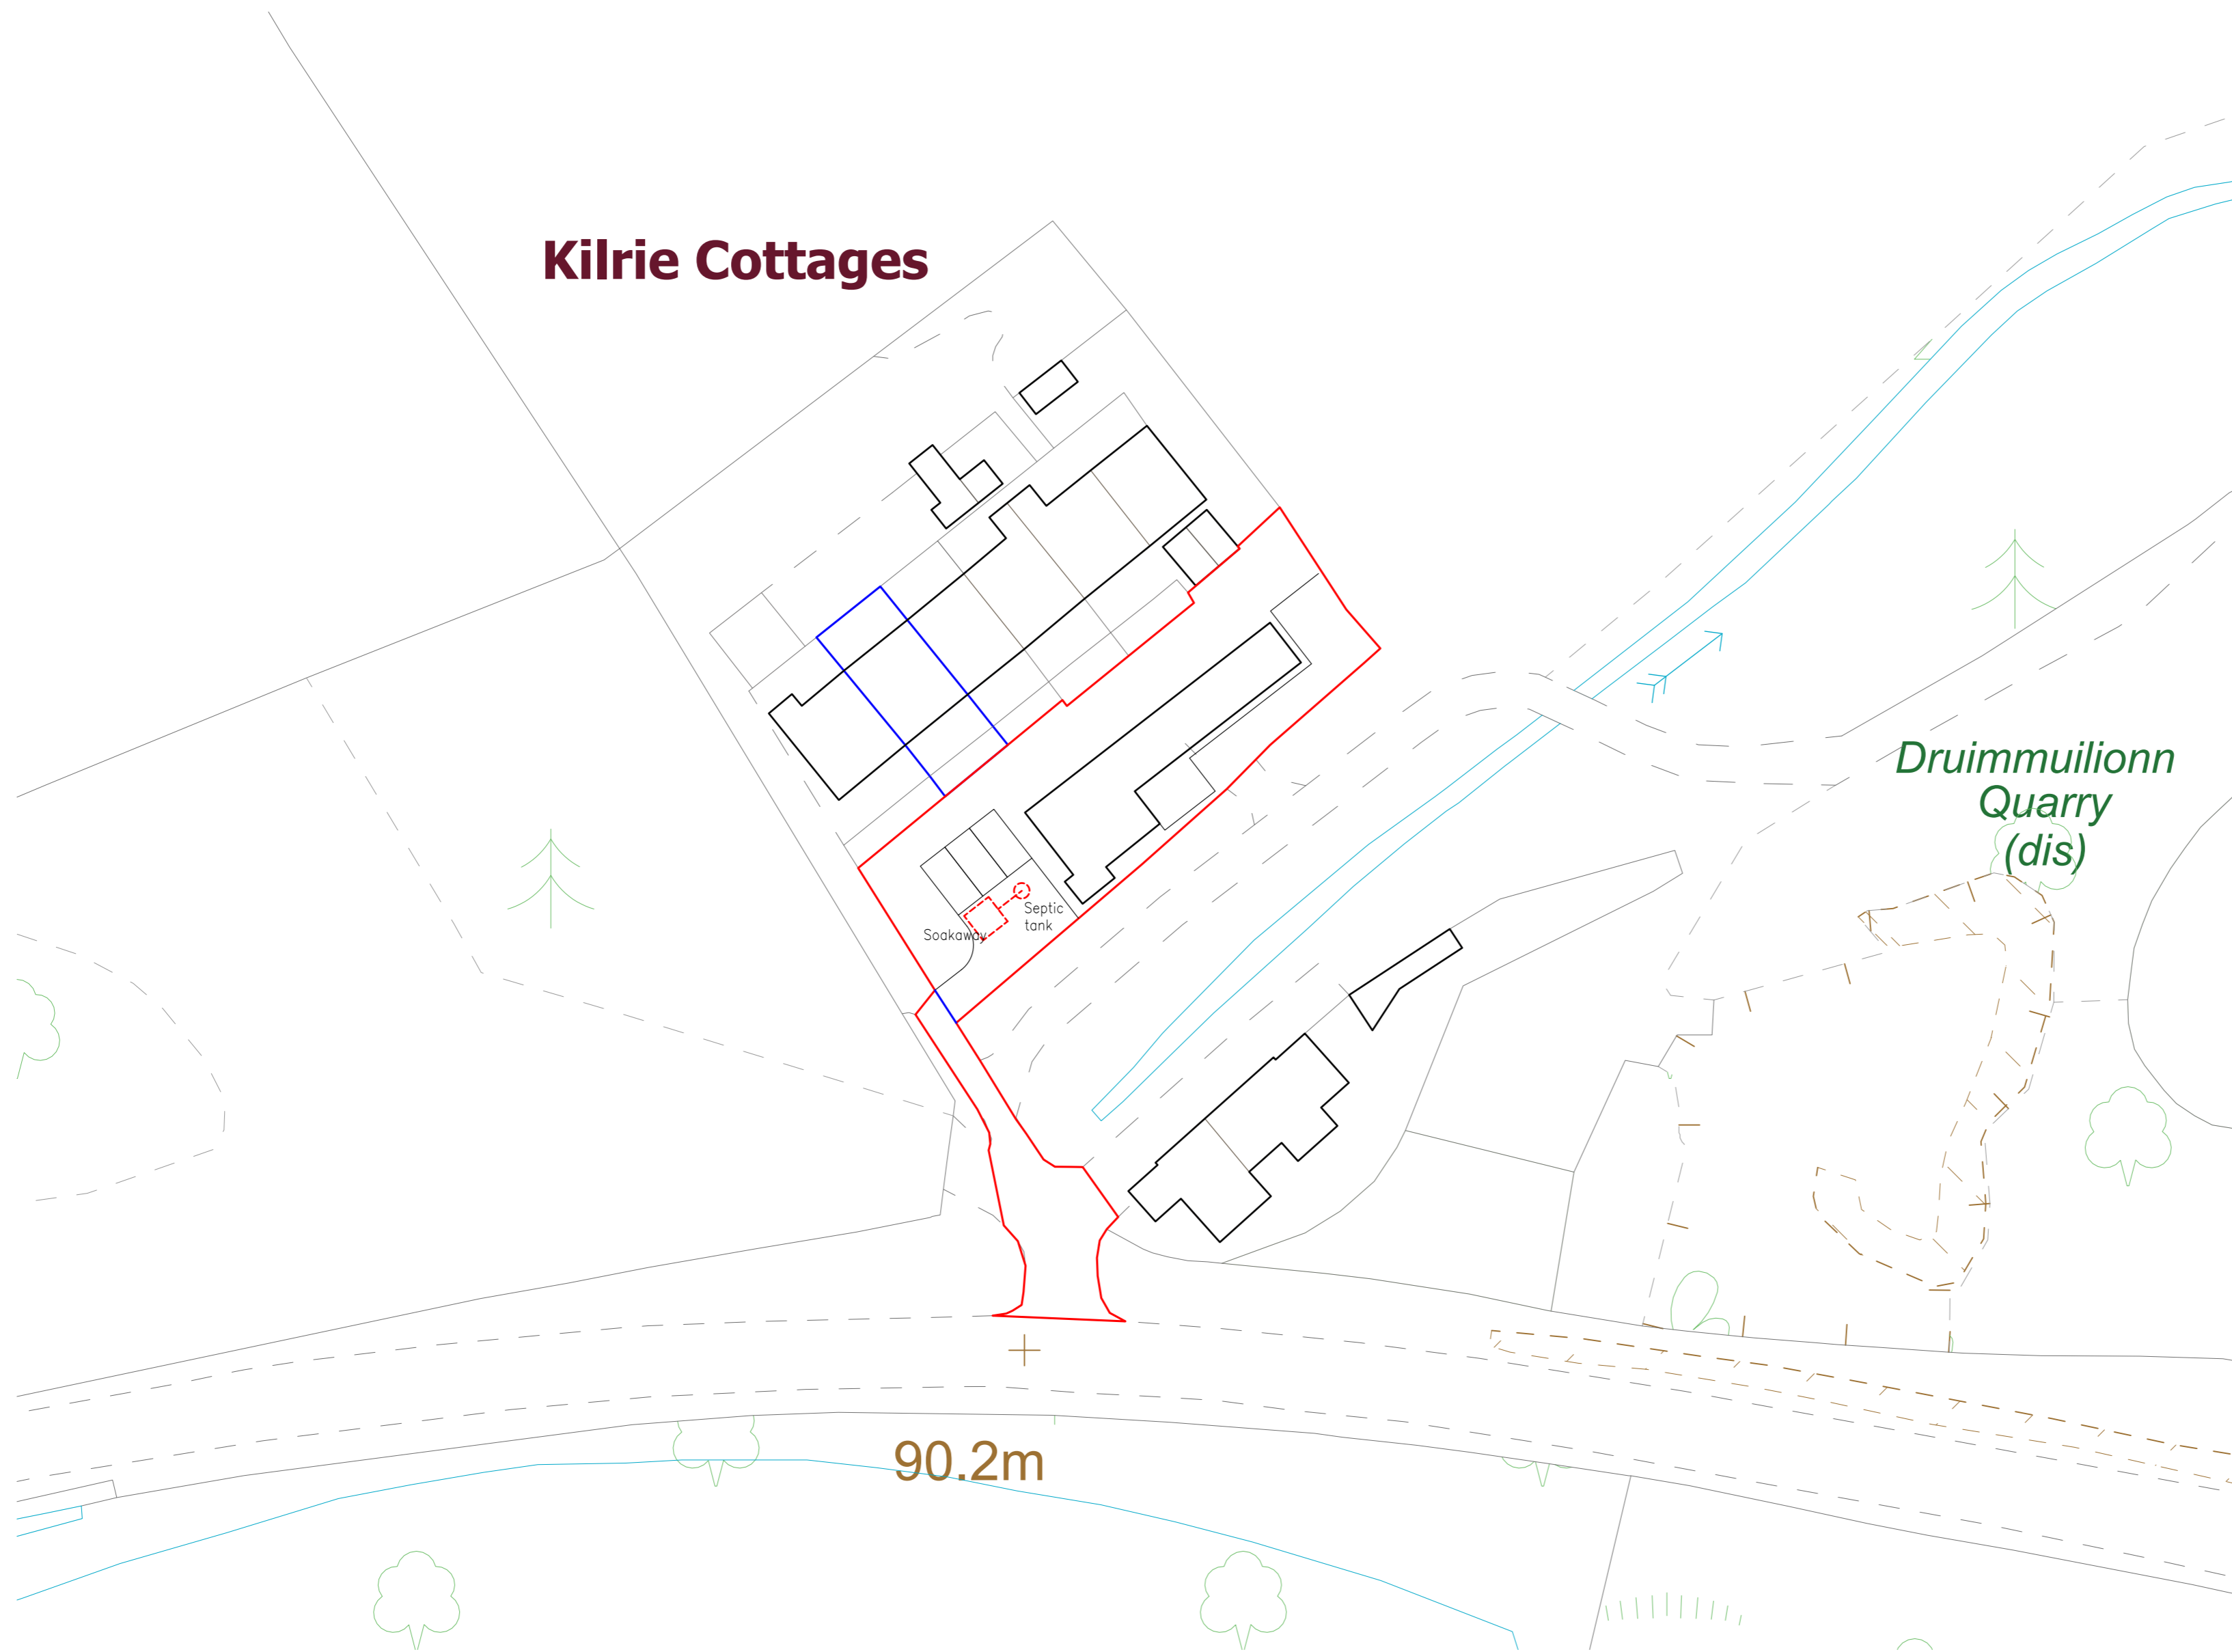 Kilrie Cottages
Druimmuilionn
Quarry
(dis)
Septic
tank
Soakaway
90.2m